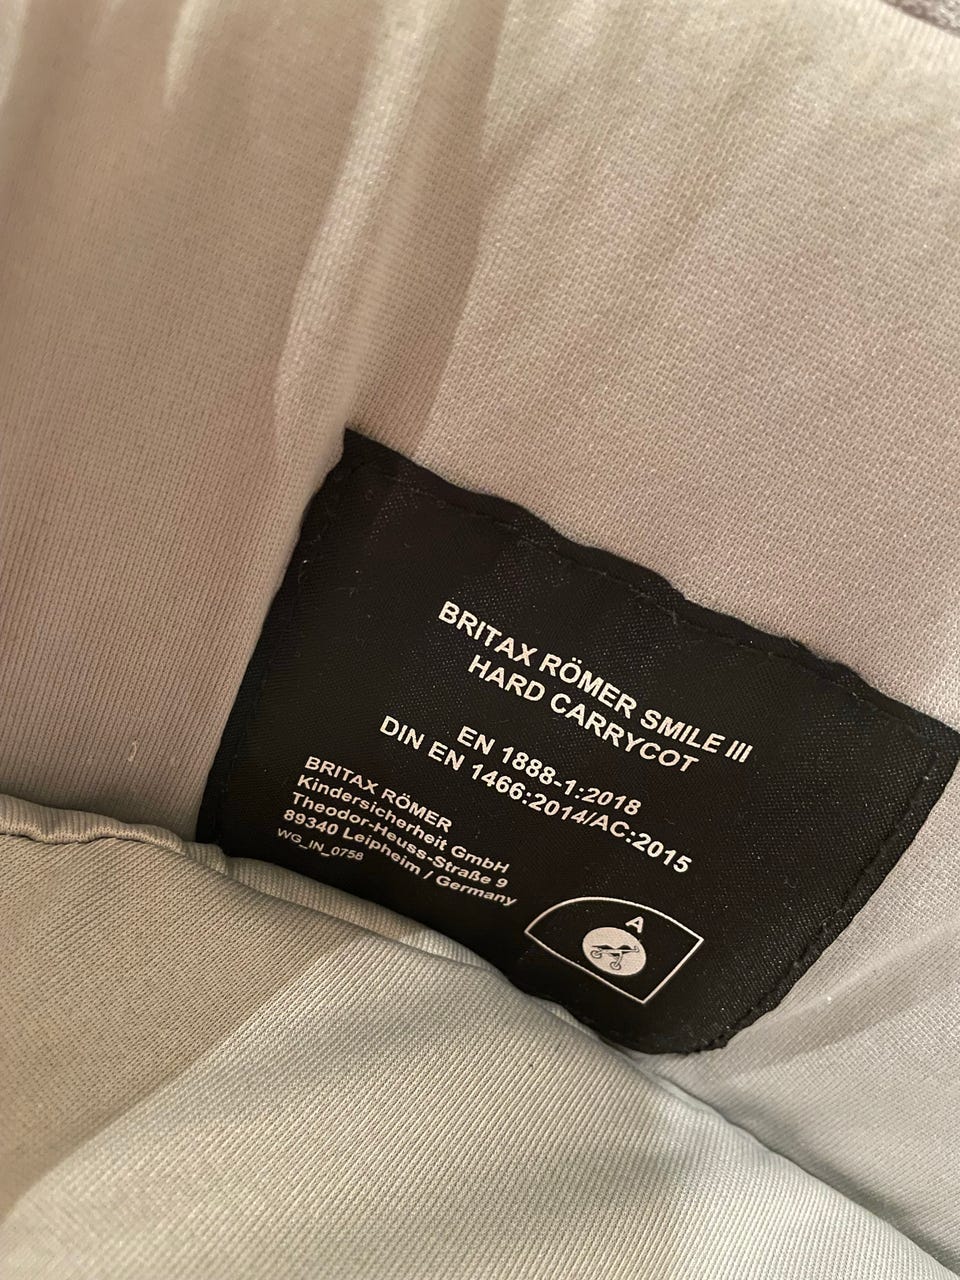 BRITAX RÖMER SMILE III
HARD CARRYCOT
EN 1888-1:2018
DIN EN 1466:2014/AC:2015
BRITAX RÖMER
Kindersicherheit GmbH
Theodor-Heuss-Straße 9
89340 Leipheim / Germany
WG_IN_0758
A